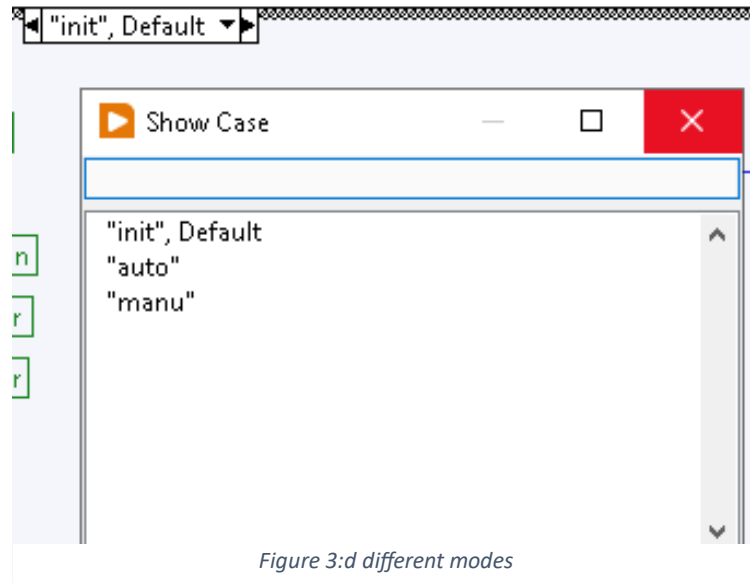 "init", Default
Show Case
"init", Default
n
"auto"
"manu"
r
r
Figure 3:d different modes